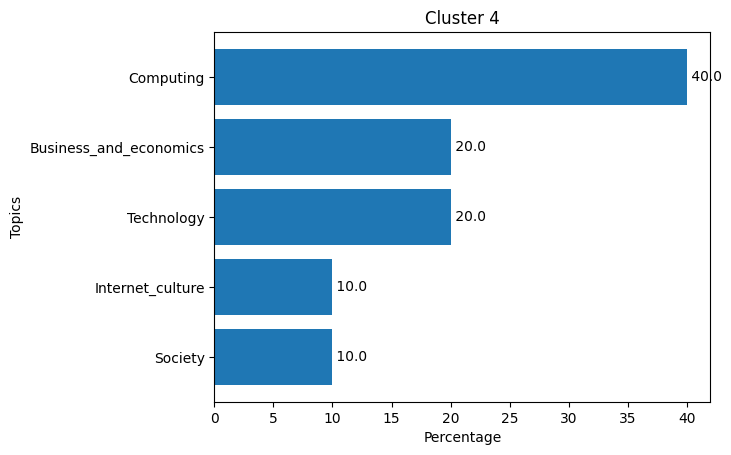 Cluster 4
Computing
40.0
Business_and_economics
20.0
Technology
20.0
Internet_culture
10.0
Society
10.0
0 5 10 15 20 25 30 35 40
Percentage
Topics